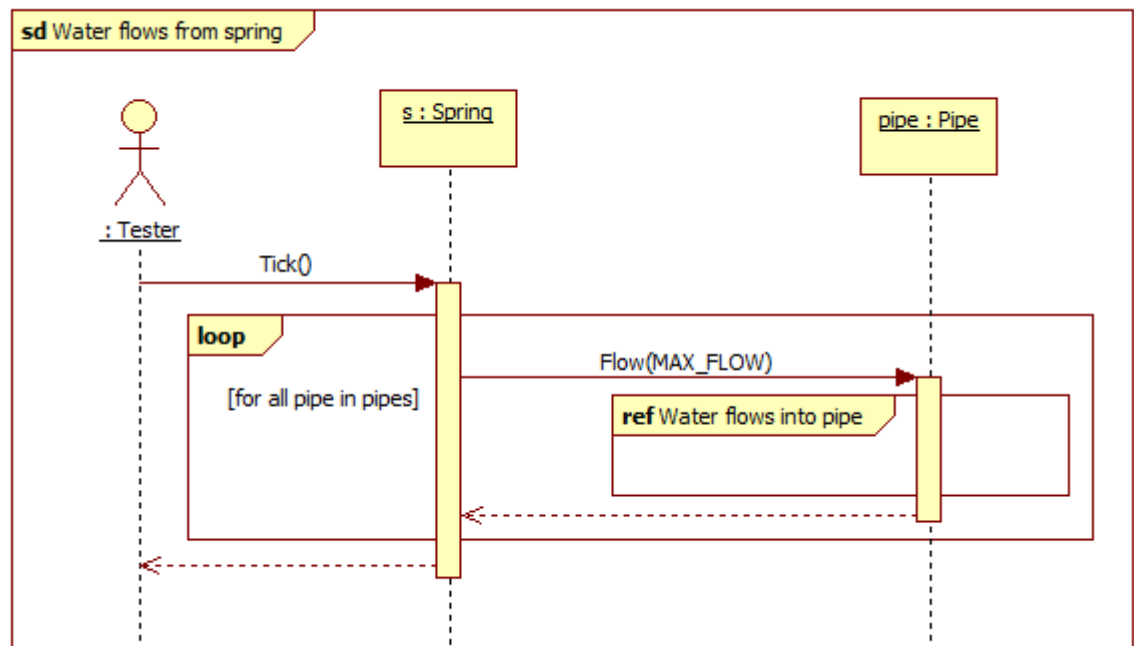 sd Water flows from spring
s : Spring
pipe : Pipe
: Tester
Tick()
loop
Flow(MAX_FLOW)
[for all pipe in pipes]
ref Water flows into pipe